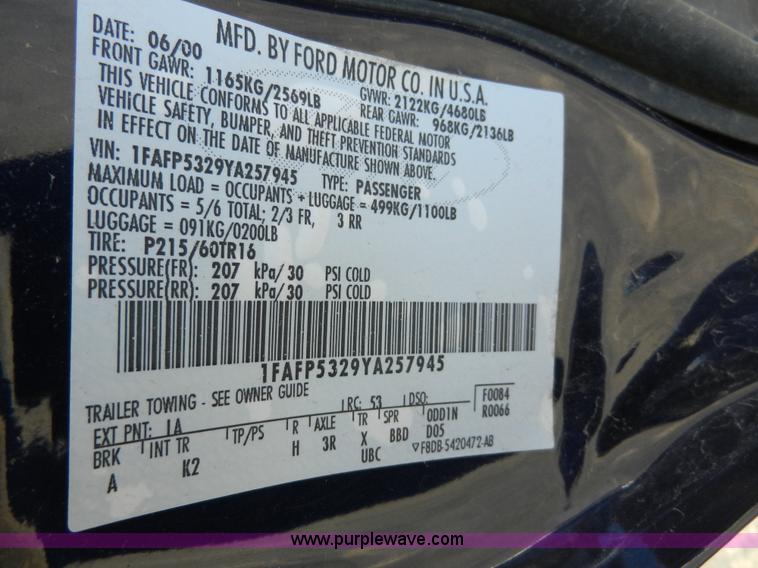 DATE: 06/00 MFD. BY FORD MOTOR CO. IN U.S.A.
FRONT GAWR: 1165KG/2569LB GVWR: 2122KG/4680LB
REAR GAWR: 968KG/2136LB
THIS VEHICLE CONFORMS TO ALL APPLICABLE FEDERAL MOTOR
VEHICLE SAFETY, BUMPER, AND THEFT PREVENTION STANDARDS
IN EFFECT ON THE DATE OF MANUFACTURE SHOWN ABOVE.
VIN: 1FAFP5329YA257945 TYPE: PASSENGER
MAXIMUM LOAD = OCCUPANTS + LUGGAGE = 499KG/1100LB
OCCUPANTS = 5/6 TOTAL; 2/3 FR, 3 RR
LUGGAGE = 091KG/0200LB
TIRE: P215/60TR16
PRESSURE(FR): 207 kPa/30 PSI COLD
PRESSURE(RR): 207 kPa/30 PSI COLD
1FAFP5329YA257945
TRAILER TOWING - SEE OWNER GUIDE
EXT PNT: LA RC: 53 DSO: F0084
BRK INT TR TP/PS R AXLE TR SPR ODD1N R0066
A K2 H 3R X BBD D05
UBC F8DB-5420472-AB
www.purplewave.com